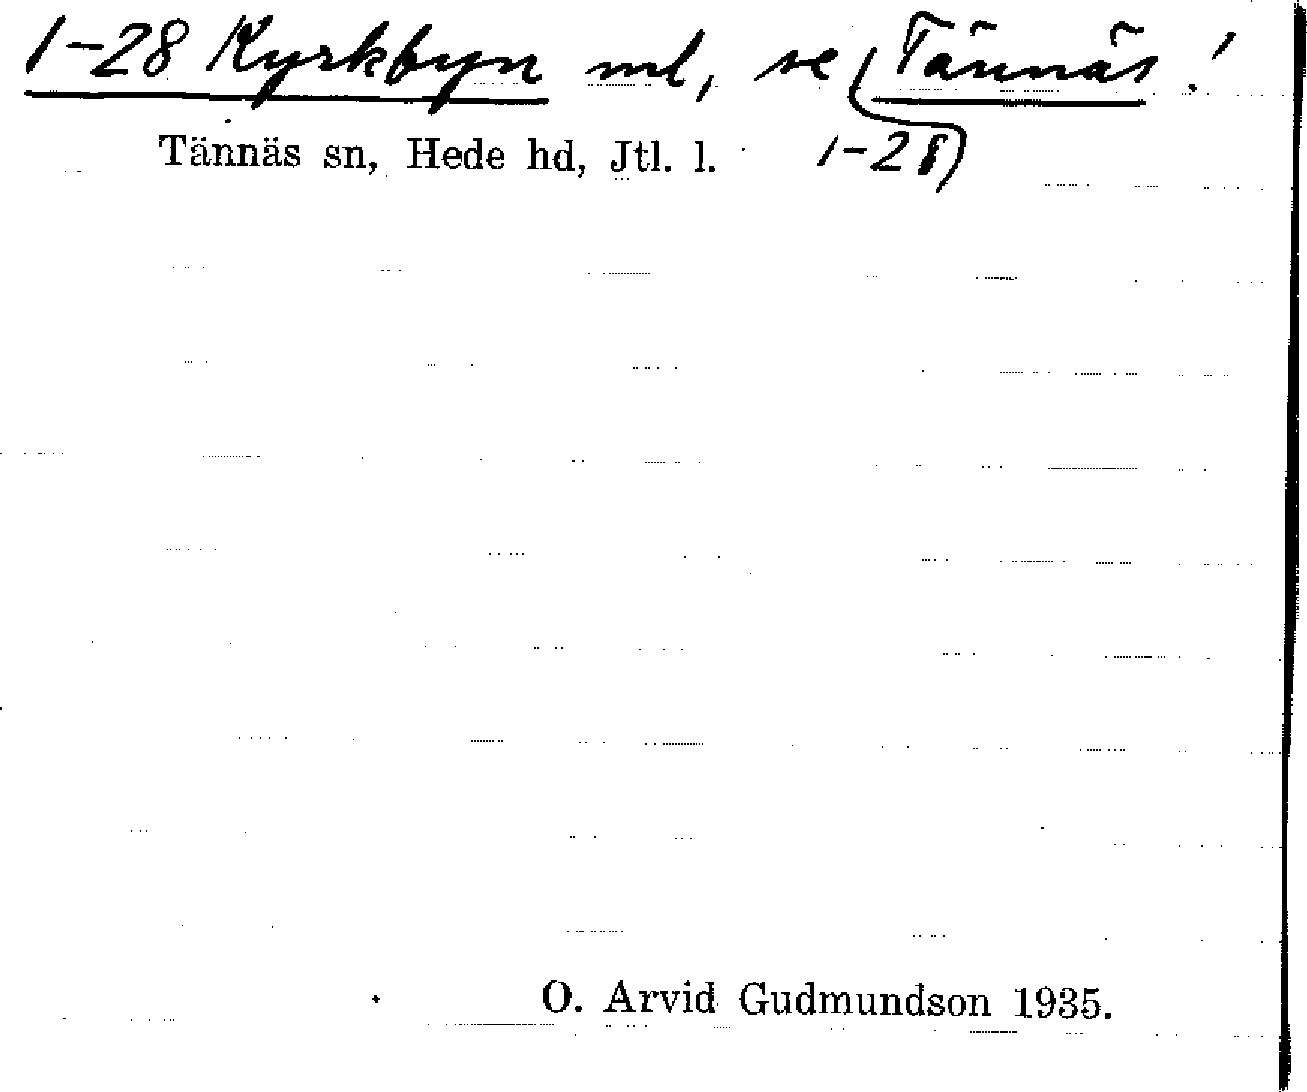 1-28 Kyrkbyn ml, se Tännäs!
1-28
Tännäs sn, Hede hd, Jtl. l.
O. Arvid Gudmundson 1935.